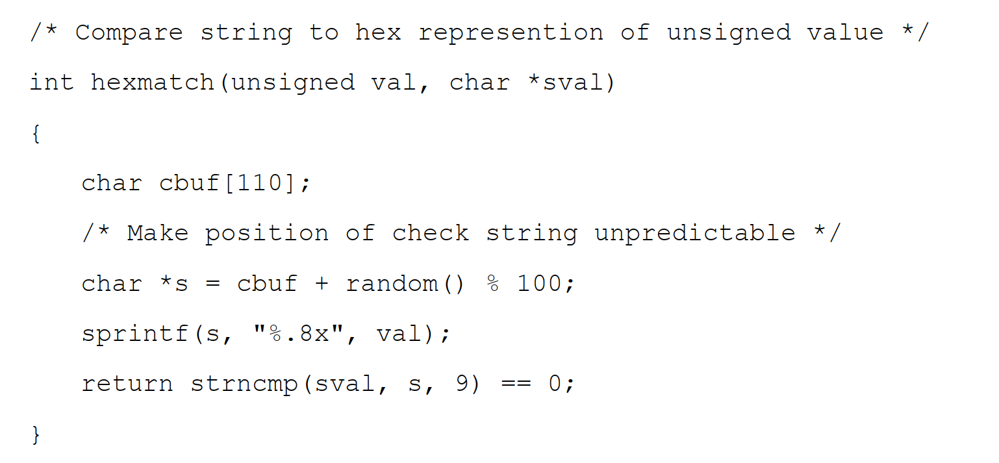 /* Compare string to hex represention of unsigned value */
int hexmatch(unsigned val, char *sval)
{
char cbuf[110];
/* Make position of check string unpredictable */
char *s = cbuf + random() % 100;
sprintf(s, "%.8x", val);
return strncmp(sval, s, 9) == 0;
}